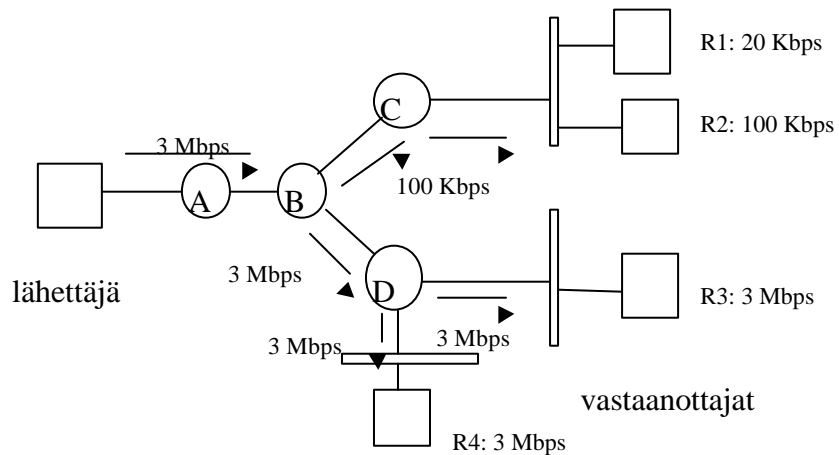 R1: 20 Kbps
C
R2: 100 Kbps
3 Mbps
100 Kbps
A
B
3 Mbps
D
lähettäjä
R3: 3 Mbps
3 Mbps
3 Mbps
vastaanottajat
R4: 3 Mbps